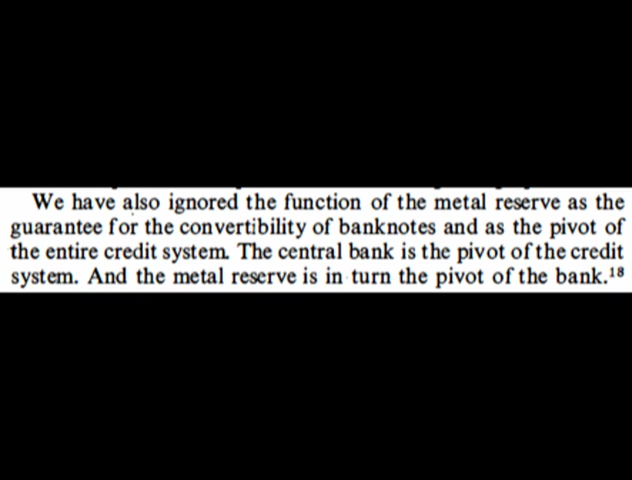 We have also ignored the function of the metal reserve as the
guarantee for the convertibility of banknotes and as the pivot of
the entire credit system. The central bank is the pivot of the credit
system. And the metal reserve is in turn the pivot of the bank.¹⁸